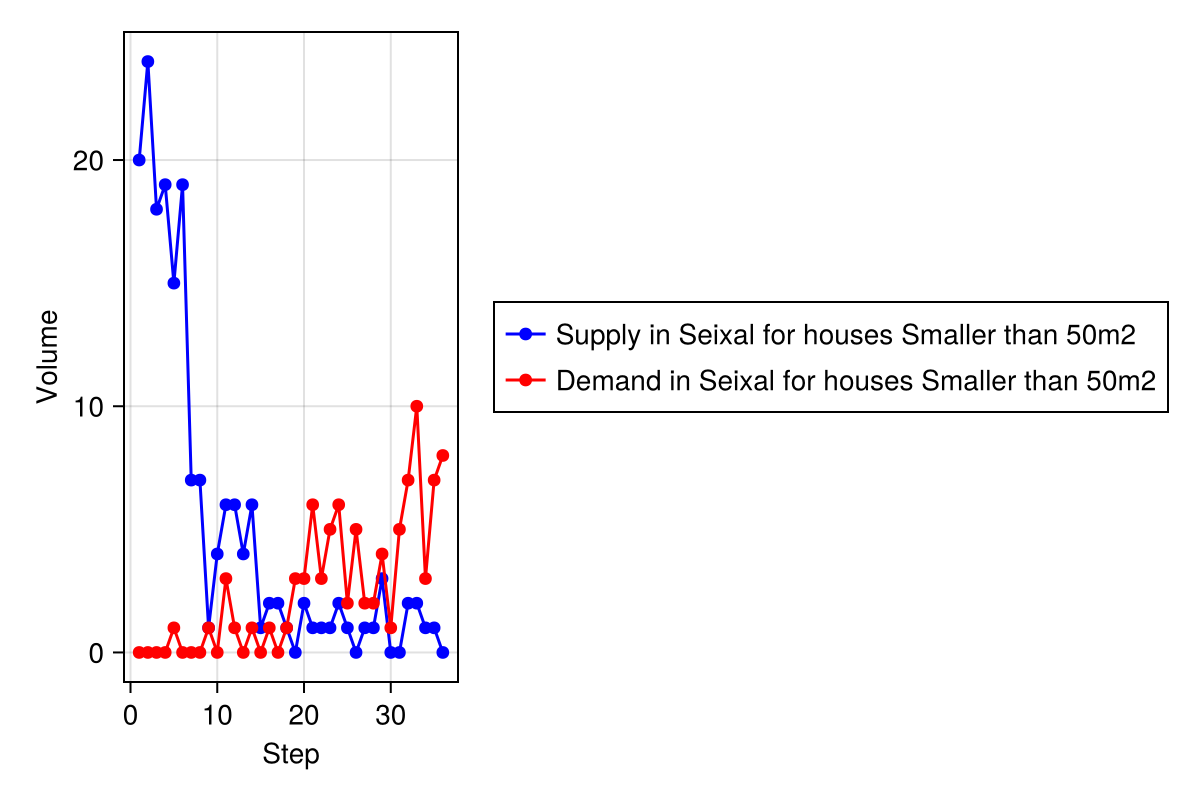 Volume
20
10
0
0 10 20 30
Step
Supply in Seixal for houses Smaller than 50m2
Demand in Seixal for houses Smaller than 50m2